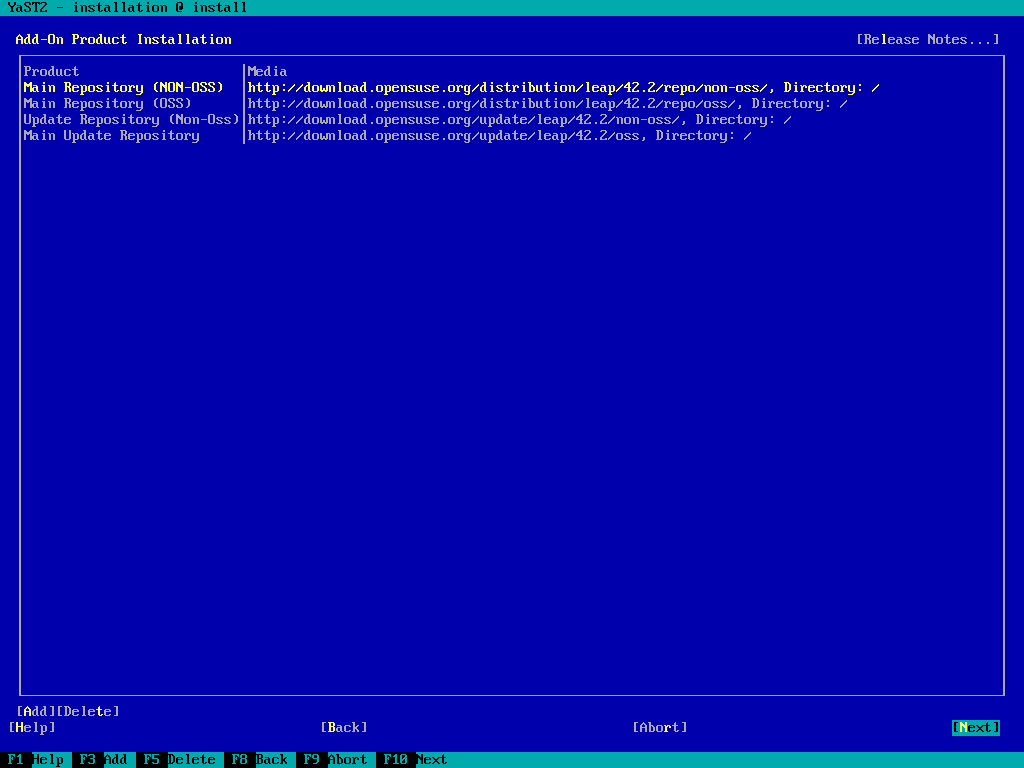 YaST2 - installation @ install
Add-On Product Installation [Release Notes...]
Product Media
Main Repository (NON-OSS) http://download.opensuse.org/distribution/leap/42.2/repo/non-oss/, Directory: /
Main Repository (OSS) http://download.opensuse.org/distribution/leap/42.2/repo/oss/, Directory: /
Update Repository (Non-Oss) http://download.opensuse.org/update/leap/42.2/non-oss/, Directory: /
Main Update Repository http://download.opensuse.org/update/leap/42.2/oss, Directory: /
[Add][Delete]
[Help] [Back] [Abort] [Next]
F1 Help F3 Add F5 Delete F8 Back F9 Abort F10 Next